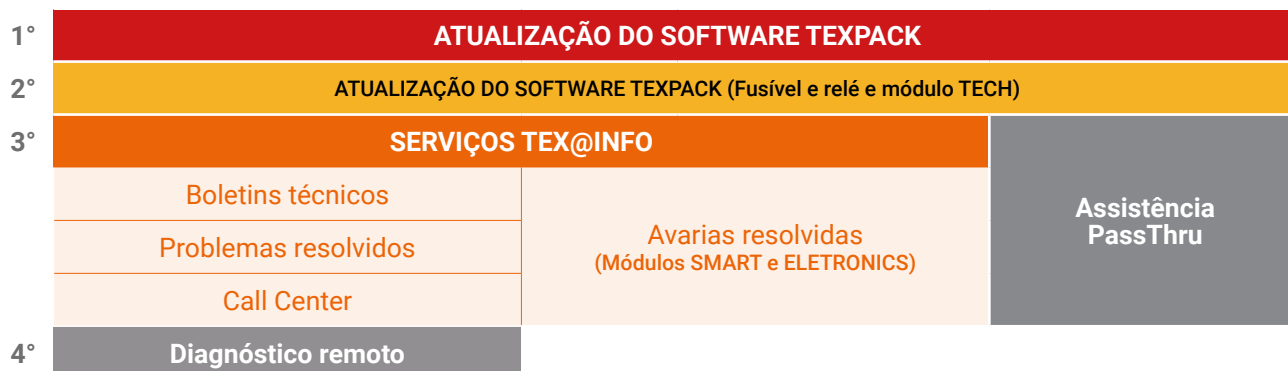 1°
ATUALIZAÇÃO DO SOFTWARE TEXPACK
2°
ATUALIZAÇÃO DO SOFTWARE TEXPACK (Fusível e relé e módulo TECH)
3°
SERVIÇOS TEX@INFO
Boletins técnicos
Problemas resolvidos
Call Center
Avarias resolvidas
(Módulos SMART e ELETRONICS)
Assistência
PassThru
4°
Diagnóstico remoto